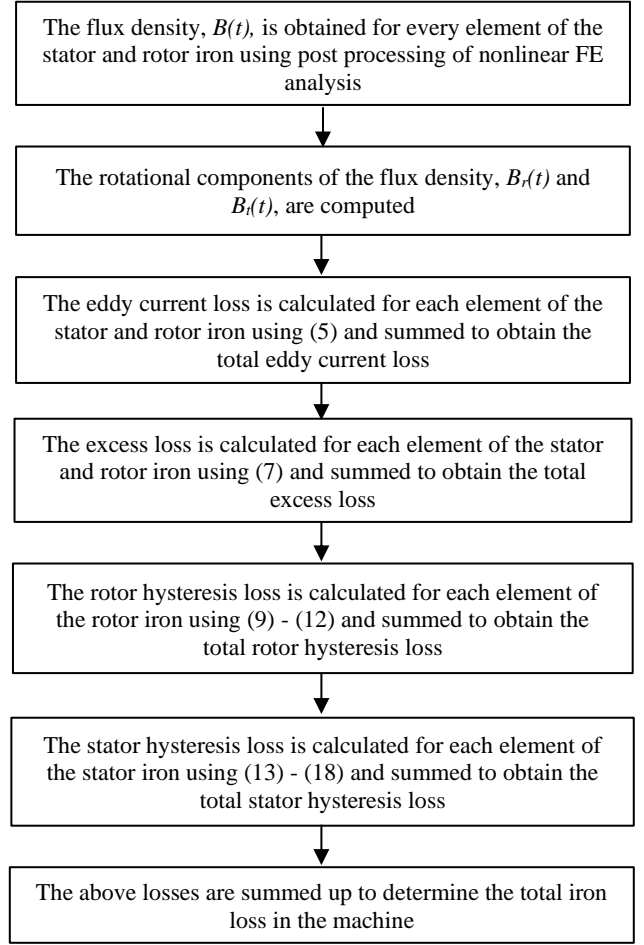 The flux density, B(t), is obtained for every element of the
stator and rotor iron using post processing of nonlinear FE
analysis
The rotational components of the flux density, Br(t) and
Bt(t), are computed
The eddy current loss is calculated for each element of the
stator and rotor iron using (5) and summed to obtain the
total eddy current loss
The excess loss is calculated for each element of the stator
and rotor iron using (7) and summed to obtain the total
excess loss
The rotor hysteresis loss is calculated for each element of
the rotor iron using (9) - (12) and summed to obtain the
total rotor hysteresis loss
The stator hysteresis loss is calculated for each element of
the stator iron using (13) - (18) and summed to obtain the
total stator hysteresis loss
The above losses are summed up to determine the total iron
loss in the machine